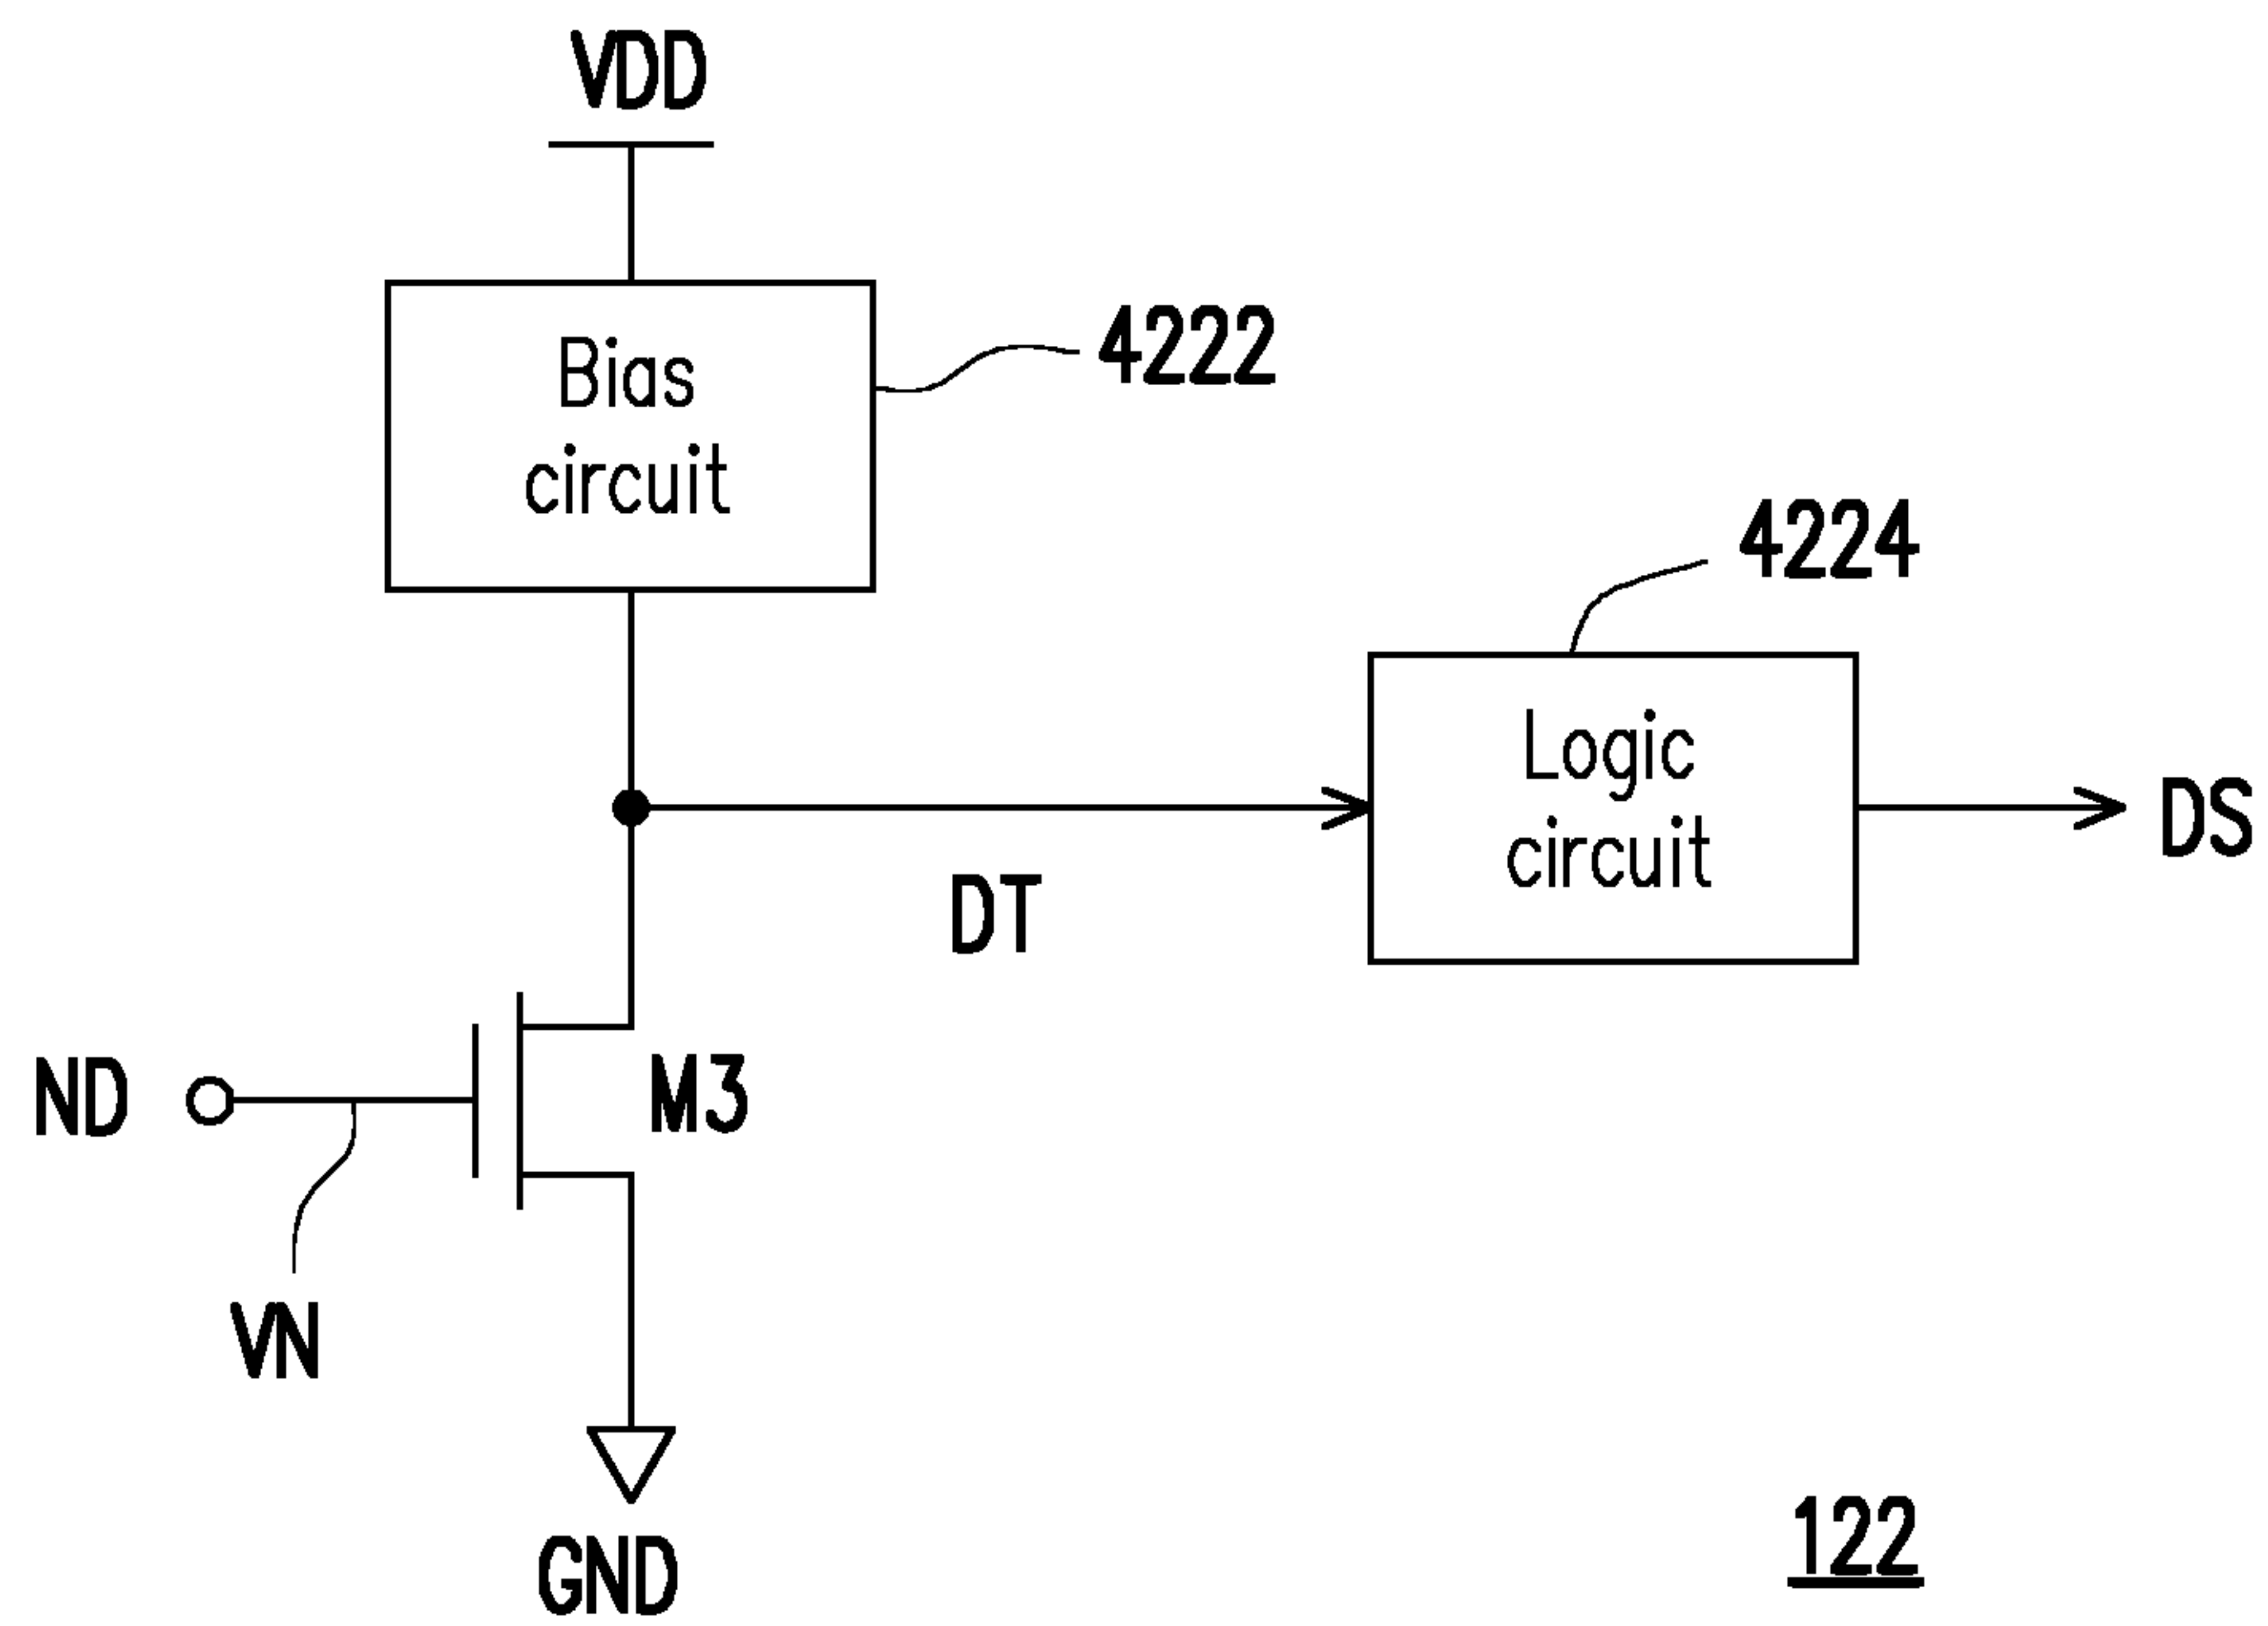 VDD
Bias
circuit
4222
4224
Logic
circuit
DS
DT
ND
M3
VN
GND
122